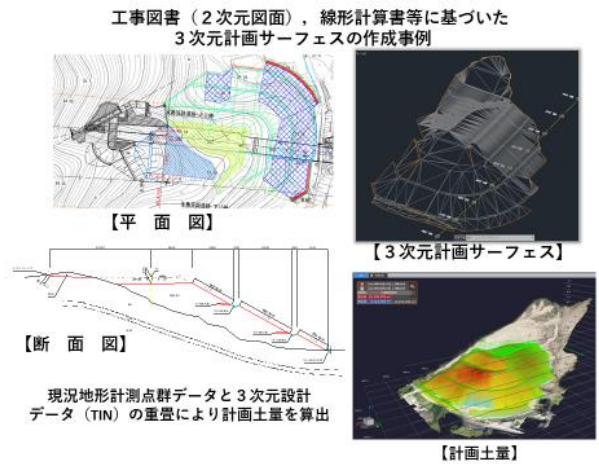 工事図書（２次元図面），線形計算書等に基づいた
３次元計画サーフェスの作成事例
【平　面　図】
【３次元計画サーフェス】
【断　面　図】
現況地形計測点群データと３次元設計
データ（TIN）の重畳により計画土量を算出
【計画土量】